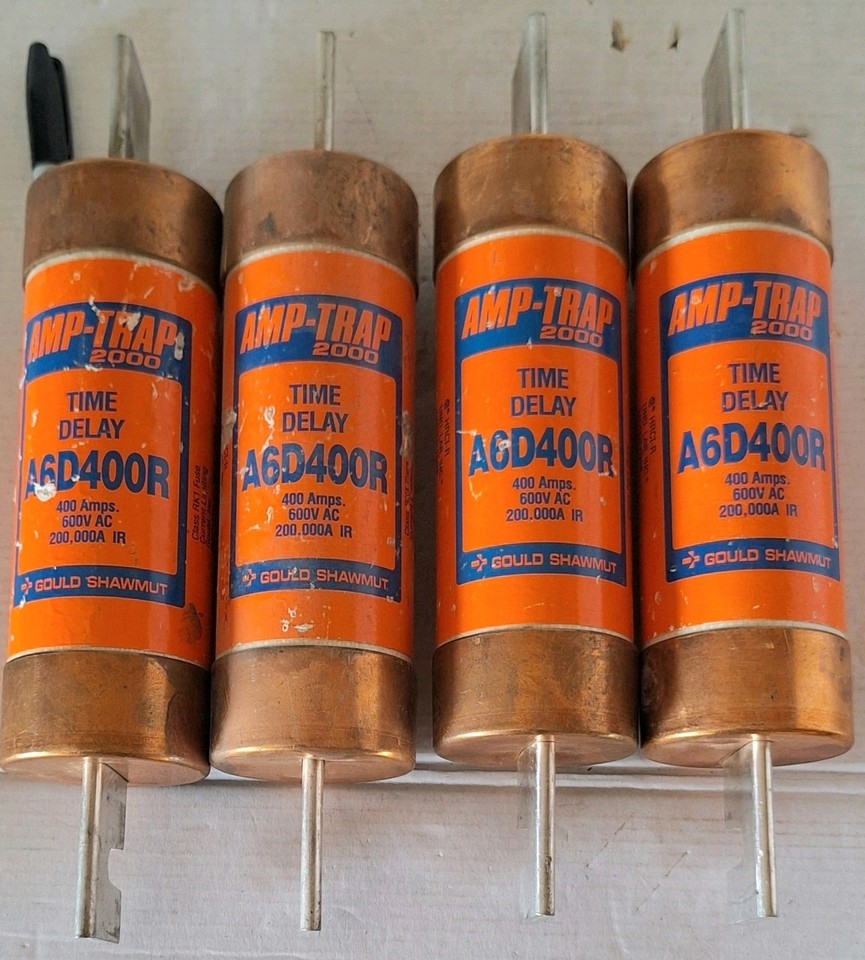 AMP-TRAP
2000
TIME
DELAY
A6D400R
400 Amps.
600V AC
200,000A IR
GOULD SHAWMUT
Class RK1 Fuse
AMP-TRAP
2000
TIME
DELAY
A6D400R
400 Amps.
600V AC
200,000A IR
GOULD SHAWMUT
AMP-TRAP
2000
TIME
DELAY
A6D400R
400 Amps.
600V AC
200,000A IR
GOULD SHAWMUT
AMP-TRAP
2000
TIME
DELAY
A6D400R
400 Amps.
600V AC
200,000A IR
GOULD SHAWMUT